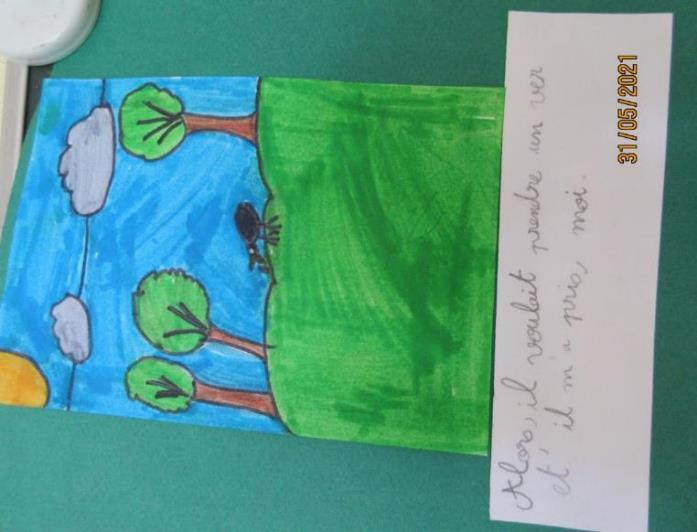 Alors, il voulait prendre un ver
et il m'a pris, moi.
31/05/2021